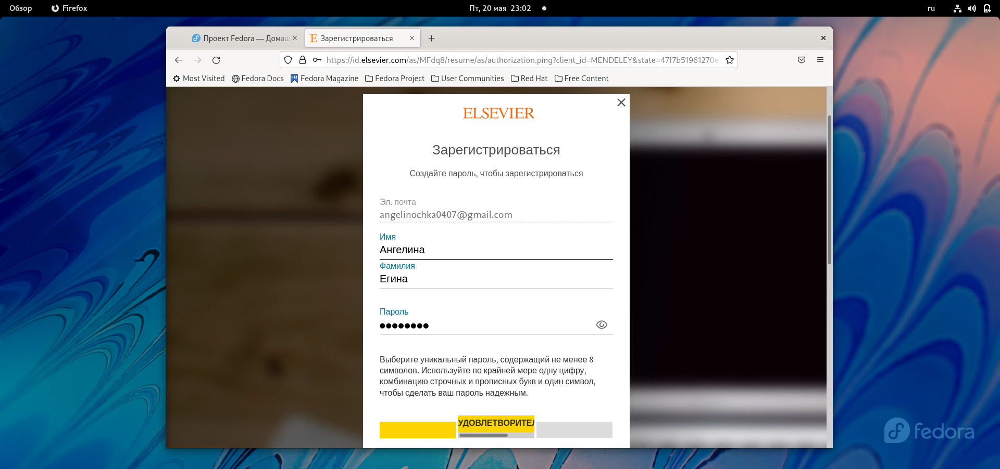 Обзор Firefox Пт, 20 мая 23:02 ru
Проект Fedora — Домаш Зарегистрироваться
https://id.elsevier.com/as/MFdq8/resume/as/authorization.ping?client_id=MENDELEY&state=47f7b51961270e
Most Visited Fedora Docs Fedora Magazine Fedora Project User Communities Red Hat Free Content
ELSEVIER
Зарегистрироваться
Создайте пароль, чтобы зарегистрироваться
Эл. почта
angelinochka0407@gmail.com
Имя
Ангелина
Фамилия
Егина
Пароль
Выберите уникальный пароль, содержащий не менее 8
символов. Используйте по крайней мере одну цифру,
комбинацию строчных и прописных букв и один символ,
чтобы сделать ваш пароль надежным.
УДОВЛЕТВОРИТЕЛ
fedora